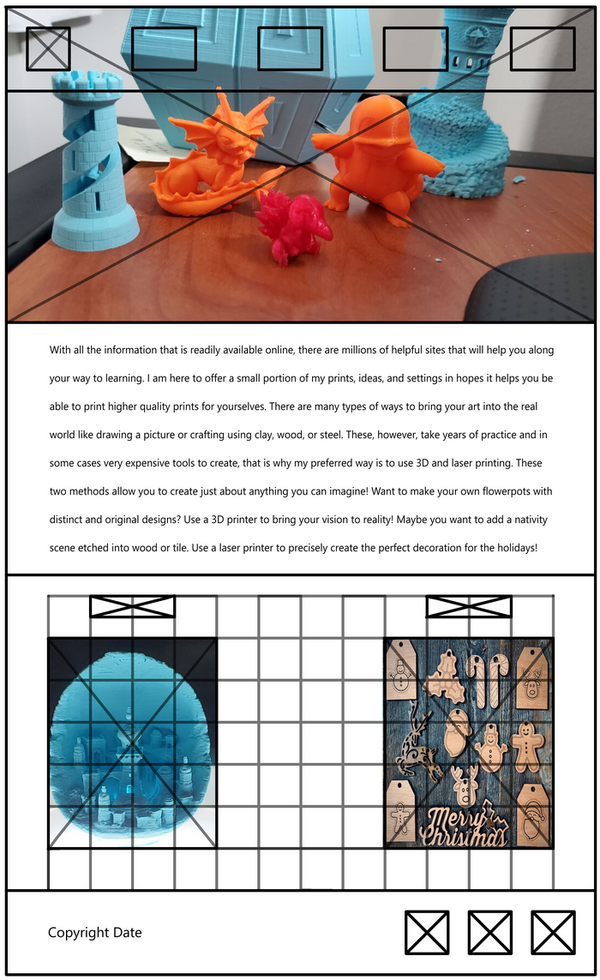 With all the information that is readily available online, there are millions of helpful sites that will help you along
your way to learning. I am here to offer a small portion of my prints, ideas, and settings in hopes it helps you be
able to print higher quality prints for yourselves. There are many types of ways to bring your art into the real
world like drawing a picture or crafting using clay, wood, or steel. These, however, take years of practice and in
some cases very expensive tools to create, that is why my preferred way is to use 3D and laser printing. These
two methods allow you to create just about anything you can imagine! Want to make your own flowerpots with
distinct and original designs? Use a 3D printer to bring your vision to reality! Maybe you want to add a nativity
scene etched into wood or tile. Use a laser printer to precisely create the perfect decoration for the holidays!
Merry
Christmas
Copyright Date